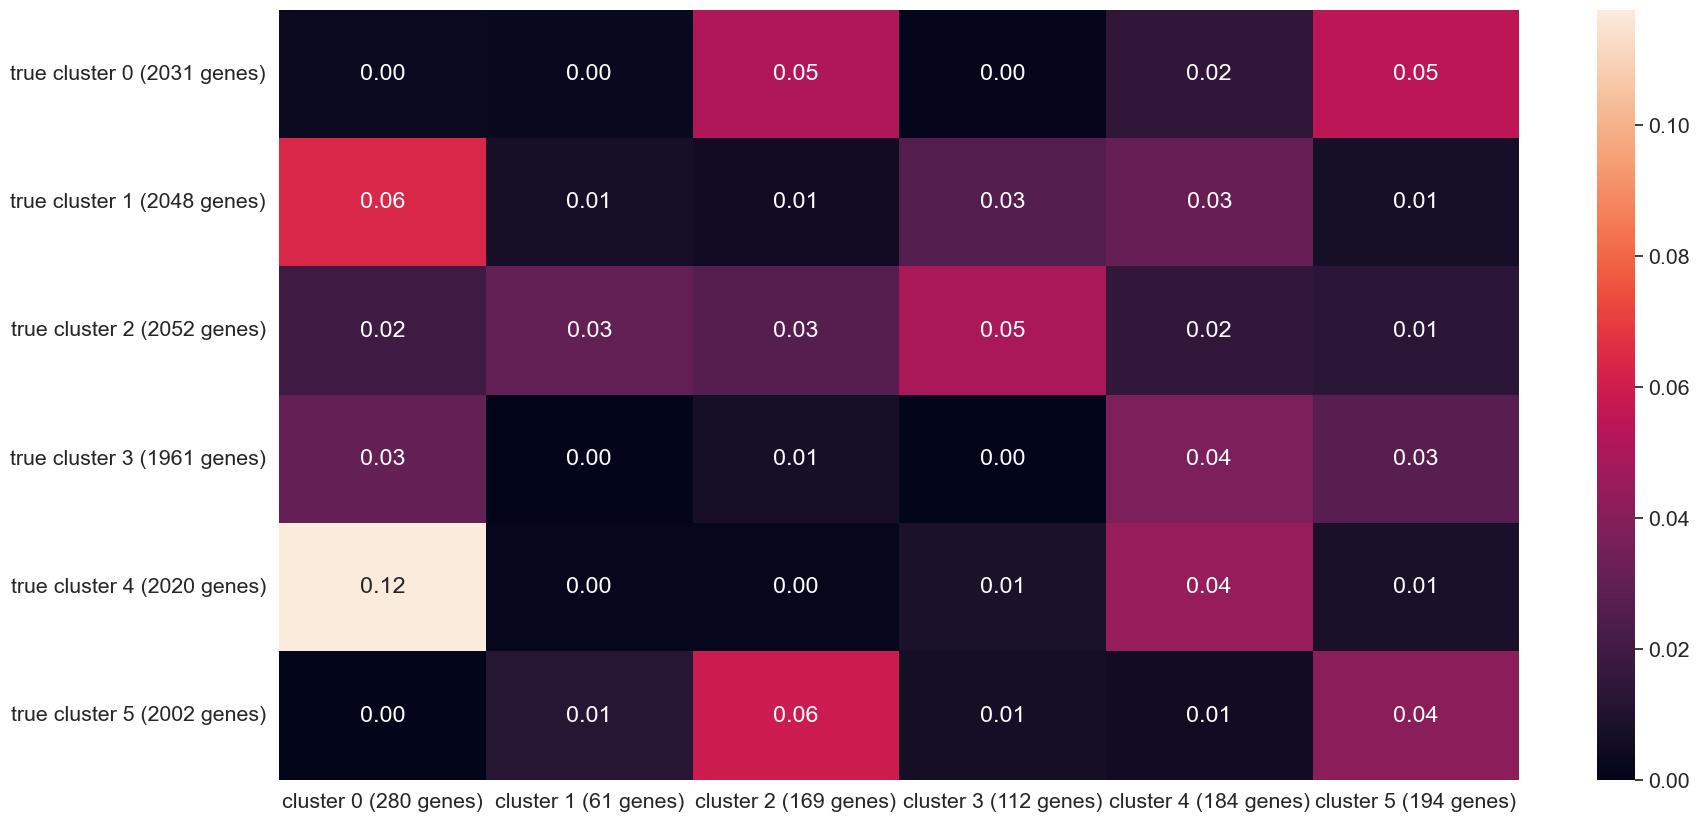 true cluster 0 (2031 genes) 0.00 0.00 0.05 0.00 0.02 0.05
0.10
true cluster 1 (2048 genes) 0.06 0.01 0.01 0.03 0.03 0.01
0.08
true cluster 2 (2052 genes) 0.02 0.03 0.03 0.05 0.02 0.01
0.06
true cluster 3 (1961 genes) 0.03 0.00 0.01 0.00 0.04 0.03
0.04
true cluster 4 (2020 genes) 0.12 0.00 0.00 0.01 0.04 0.01
0.02
true cluster 5 (2002 genes) 0.00 0.01 0.06 0.01 0.01 0.04
0.00
cluster 0 (280 genes) cluster 1 (61 genes) cluster 2 (169 genes) cluster 3 (112 genes) cluster 4 (184 genes) cluster 5 (194 genes)